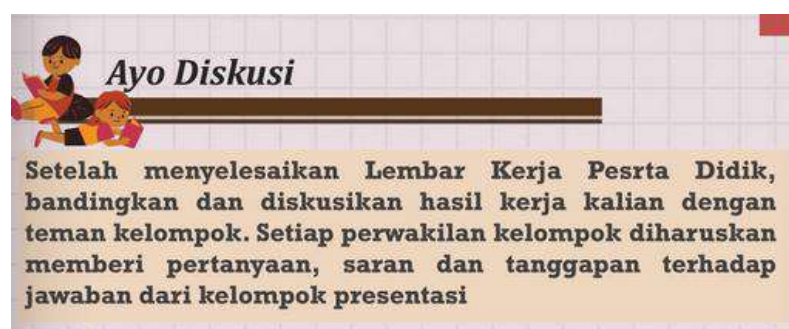 Ayo Diskusi
Setelah menyelesaikan Lembar Kerja Pesrta Didik,
bandingkan dan diskusikan hasil kerja kalian dengan
teman kelompok. Setiap perwakilan kelompok diharuskan
memberi pertanyaan, saran dan tanggapan terhadap
jawaban dari kelompok presentasi